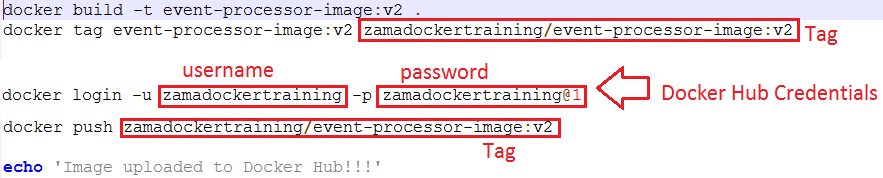 docker build -t event-processor-image:v2 .
docker tag event-processor-image:v2 zamadockertraining/event-processor-image:v2
Tag
username password
docker login -u zamadockertraining -p zamadockertraining@1
Docker Hub Credentials
docker push zamadockertraining/event-processor-image:v2
Tag
echo 'Image uploaded to Docker Hub!!!'